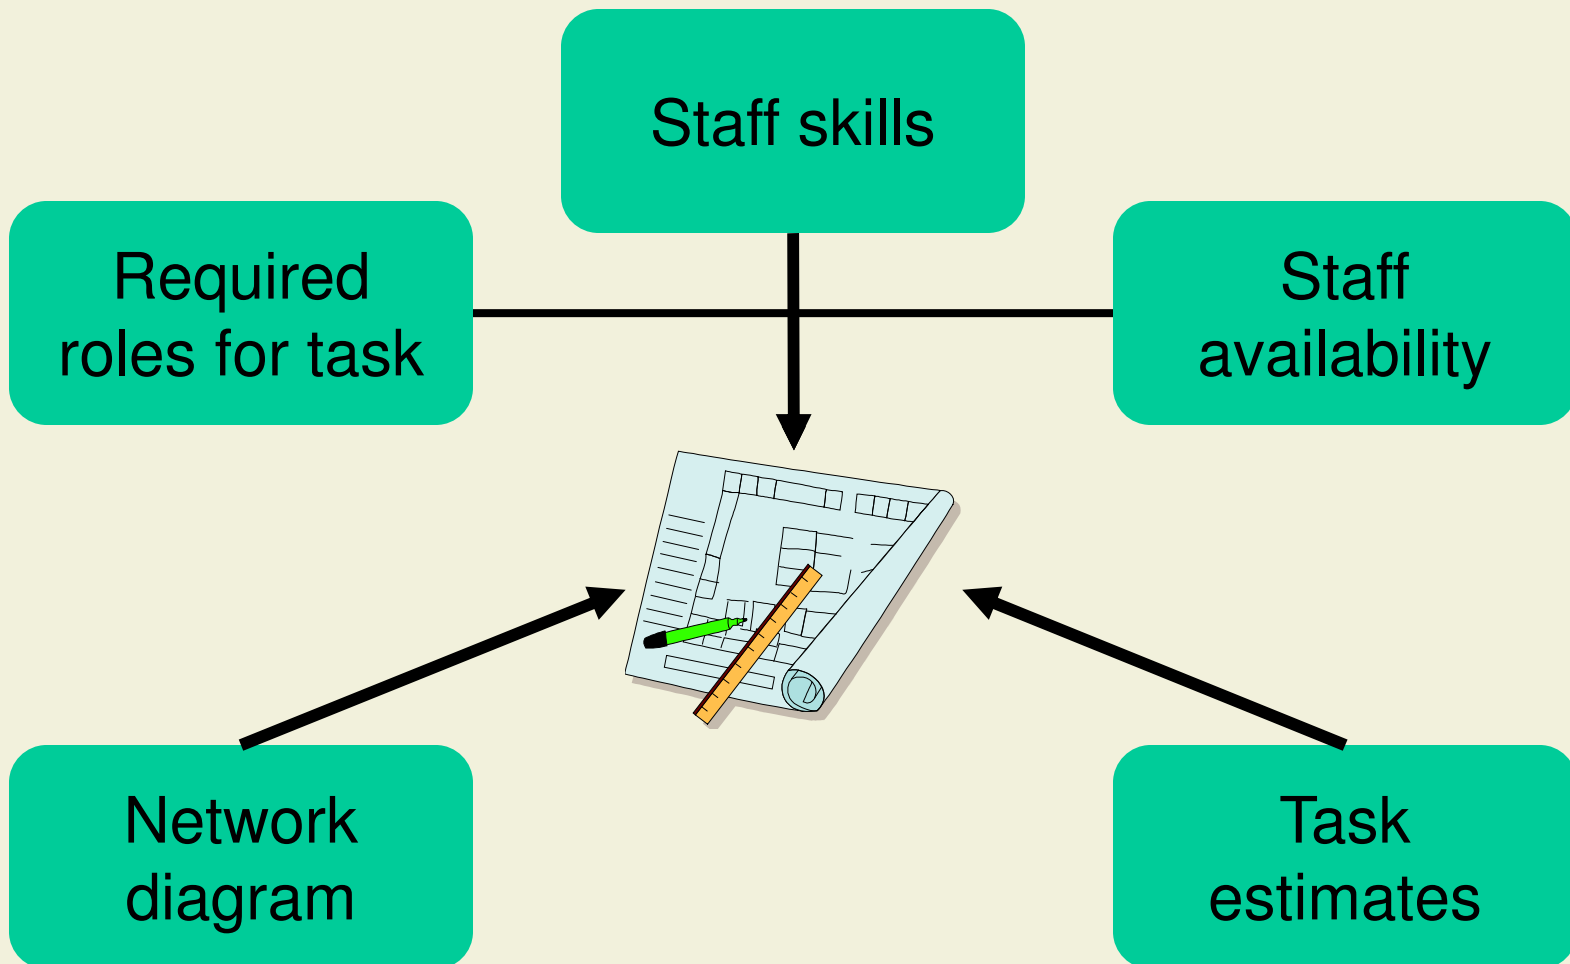 Staff skills
Required
roles for task
Staff
availability
Network
diagram
Task
estimates